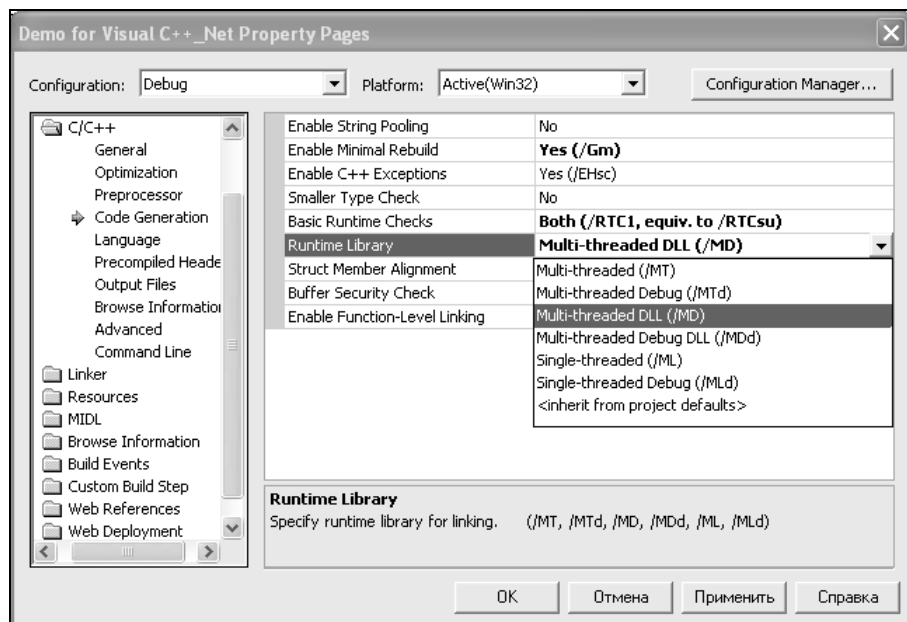 Demo for Visual C++_Net Property Pages
Configuration: Debug Platform: Active(Win32) Configuration Manager...
C/C++
General
Optimization
Preprocessor
Code Generation
Language
Precompiled Heade
Output Files
Browse Informatio
Advanced
Command Line
Linker
Resources
MIDL
Browse Information
Build Events
Custom Build Step
Web References
Web Deployment
Enable String Pooling No
Enable Minimal Rebuild Yes (/Gm)
Enable C++ Exceptions Yes (/EHsc)
Smaller Type Check No
Basic Runtime Checks Both (/RTC1, equiv. to /RTCsu)
Runtime Library Multi-threaded DLL (/MD)
Struct Member Alignment
Buffer Security Check
Enable Function-Level Linking
Multi-threaded (/MT)
Multi-threaded Debug (/MTd)
Multi-threaded DLL (/MD)
Multi-threaded Debug DLL (/MDd)
Single-threaded (/ML)
Single-threaded Debug (/MLd)
<inherit from project defaults>
Runtime Library
Specify runtime library for linking. (/MT, /MTd, /MD, /MDd, /ML, /MLd)
OK Отмена Применить Справка